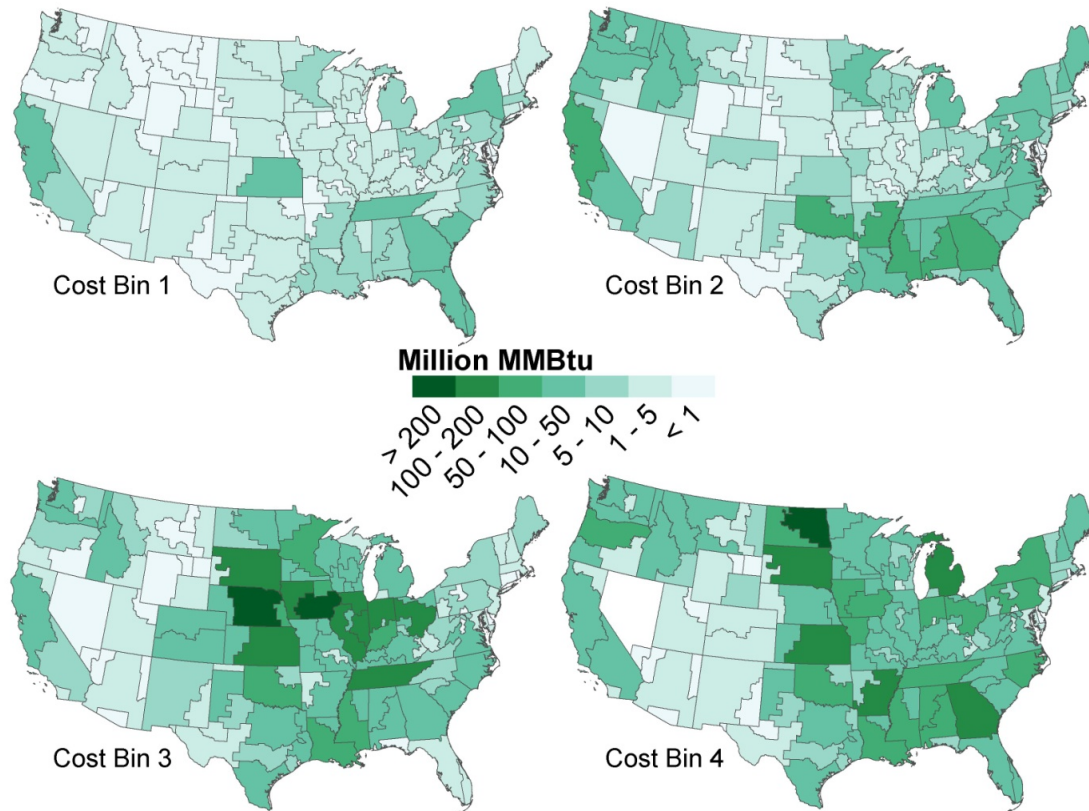 Cost Bin 1
Cost Bin 2
Million MMBtu
> 200
100 - 200
50 - 100
10 - 50
5 - 10
1 - 5
< 1
Cost Bin 3
Cost Bin 4